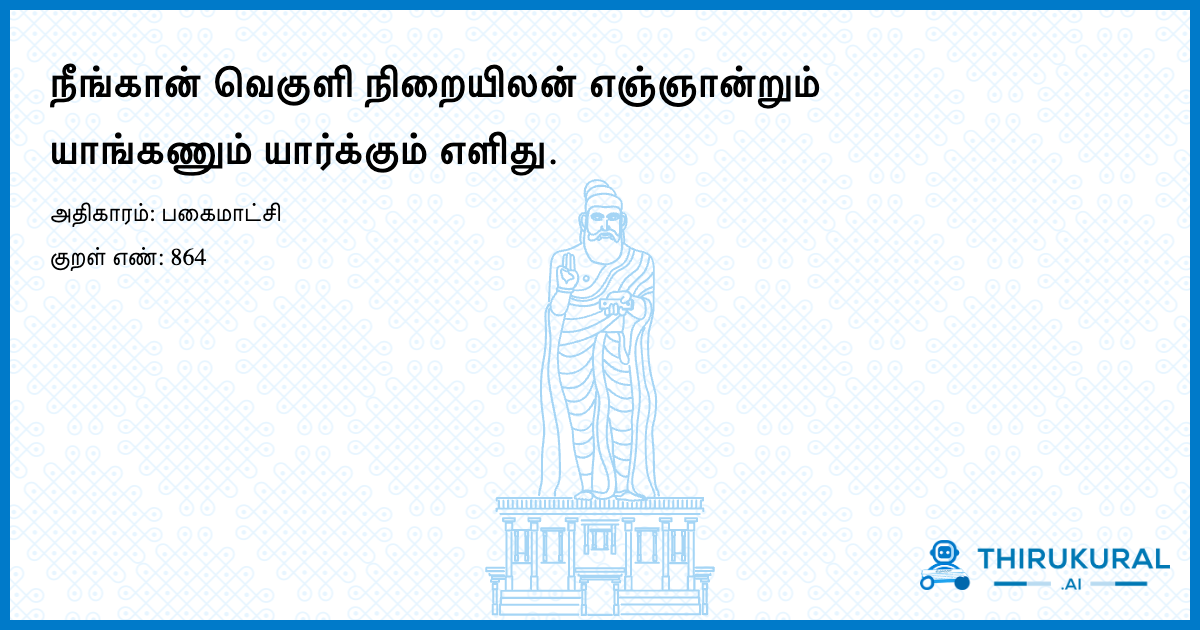 நீங்கான் வெகுளி நிறையிலன் எஞ்ஞான்றும்
யாங்கணும் யார்க்கும் எளிது.
அதிகாரம்: பகைமாட்சி
குறள் எண்: 864
THIRUKURAL
.AI